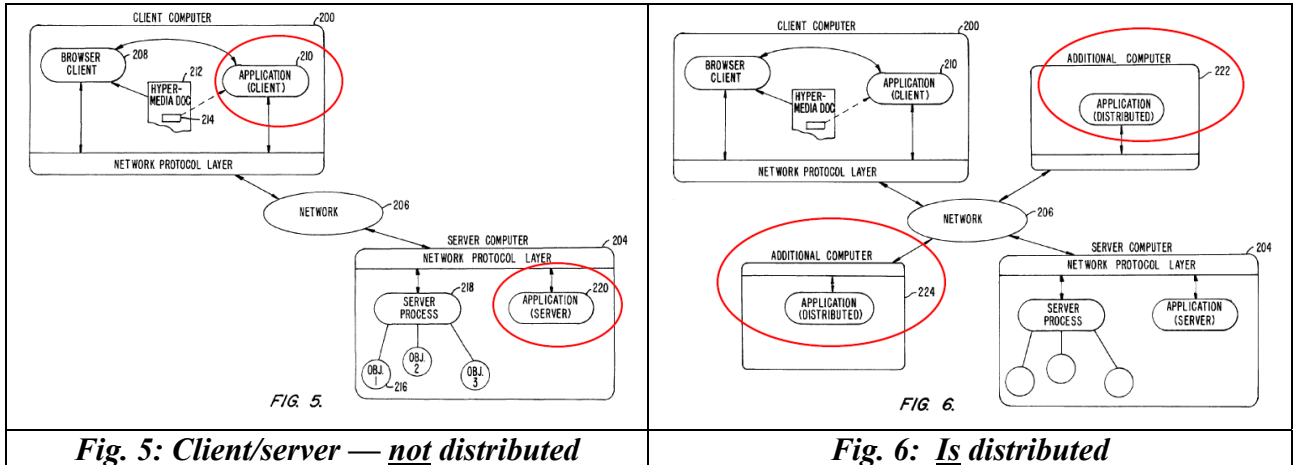 CLIENT COMPUTER
200
BROWSER
CLIENT
208
212
HYPER-
MEDIA DOC
214
210
APPLICATION
(CLIENT)
NETWORK PROTOCOL LAYER
NETWORK
206
SERVER COMPUTER
204
NETWORK PROTOCOL LAYER
218
SERVER
PROCESS
220
APPLICATION
(SERVER)
OBJ.
1
OBJ.
2
OBJ.
3
216
FIG. 5.
Fig. 5: Client/server — not distributed
CLIENT COMPUTER
200
BROWSER
CLIENT
HYPER-
MEDIA DOC
210
APPLICATION
(CLIENT)
NETWORK PROTOCOL LAYER
ADDITIONAL COMPUTER
222
APPLICATION
(DISTRIBUTED)
NETWORK
206
ADDITIONAL COMPUTER
224
APPLICATION
(DISTRIBUTED)
SERVER COMPUTER
204
NETWORK PROTOCOL LAYER
SERVER
PROCESS
APPLICATION
(SERVER)
FIG. 6.
Fig. 6: Is distributed